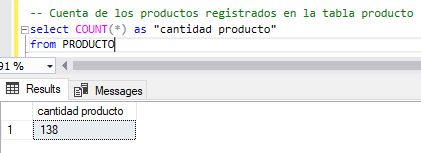 -- Cuenta de los productos registrados en la tabla producto
select COUNT(*) as "cantidad producto"
from PRODUCTO
91 %
Results Messages
cantidad producto
1 138